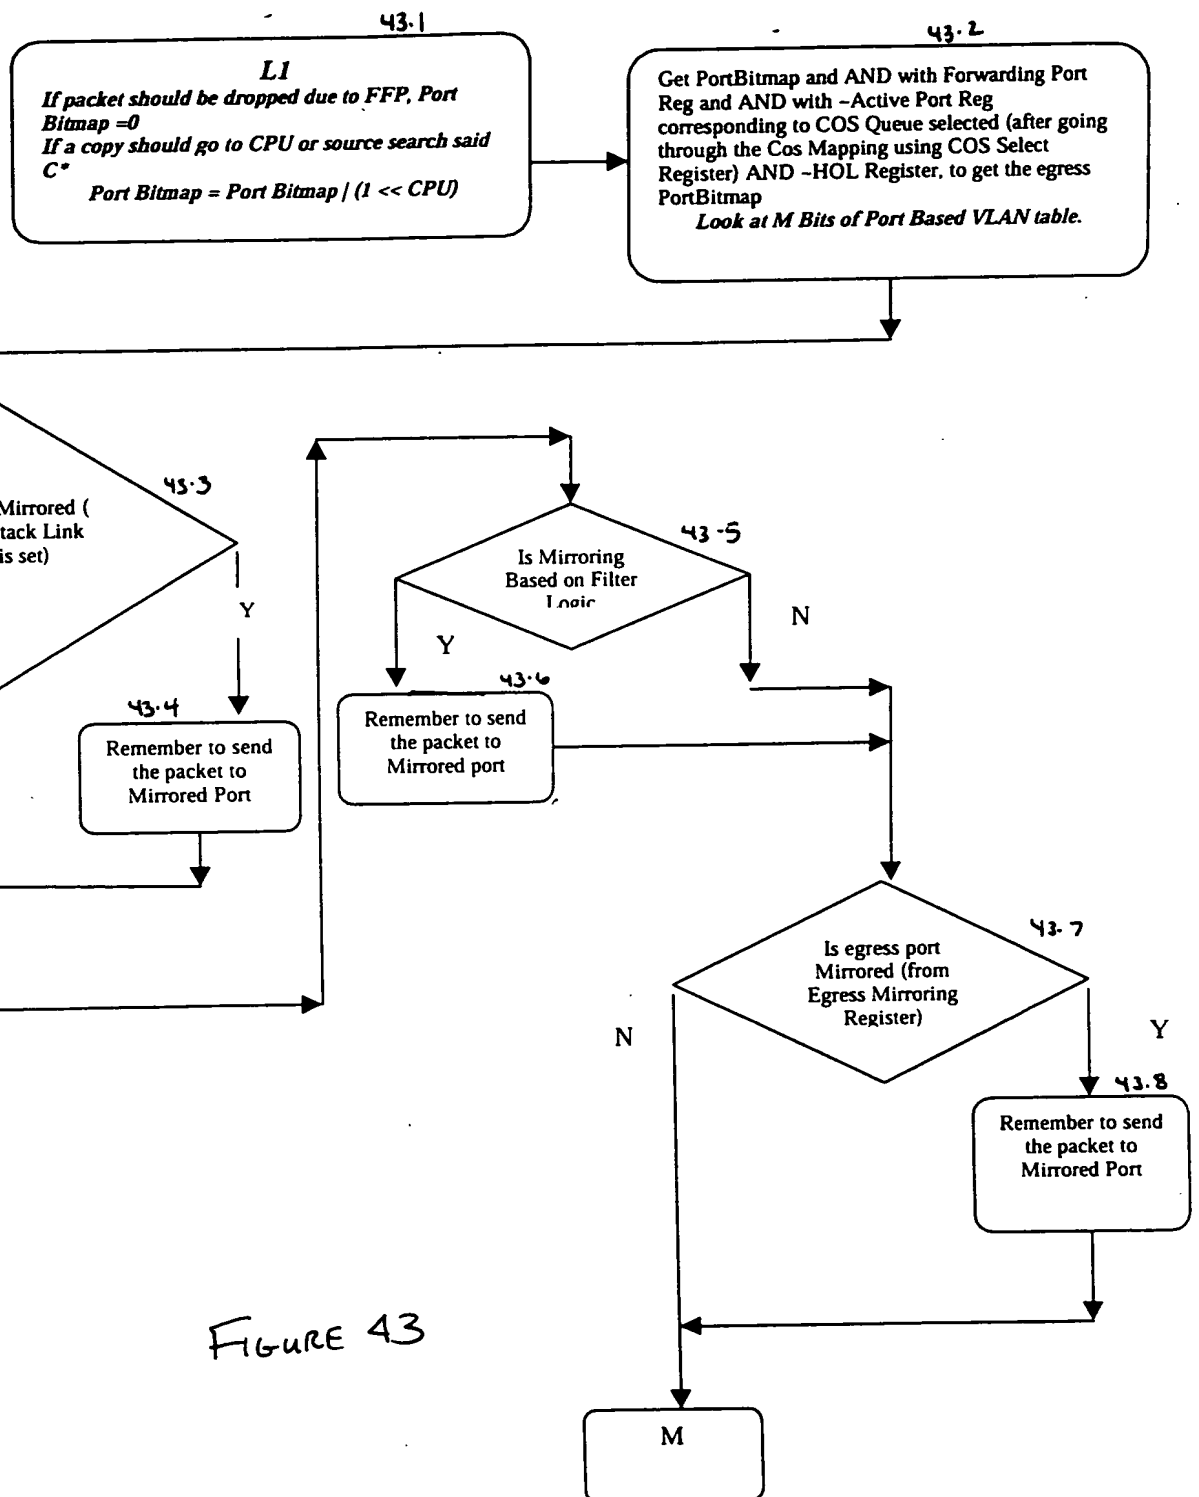 43.1
L1
If packet should be dropped due to FFP, Port
Bitmap =0
If a copy should go to CPU or source search said
C*
Port Bitmap = Port Bitmap | (1 << CPU)
43.2
Get PortBitmap and AND with Forwarding Port
Reg and AND with ~Active Port Reg
corresponding to COS Queue selected (after going
through the Cos Mapping using COS Select
Register) AND ~HOL Register, to get the egress
PortBitmap
Look at M Bits of Port Based VLAN table.
43.3
Mirrored (
tack Link
is set)
Y
43.4
Remember to send
the packet to
Mirrored Port
43-5
Is Mirroring
Based on Filter
Logic
Y
N
43.6
Remember to send
the packet to
Mirrored port
43.7
Is egress port
Mirrored (from
Egress Mirroring
Register)
N
Y
43.8
Remember to send
the packet to
Mirrored Port
FIGURE 43
M